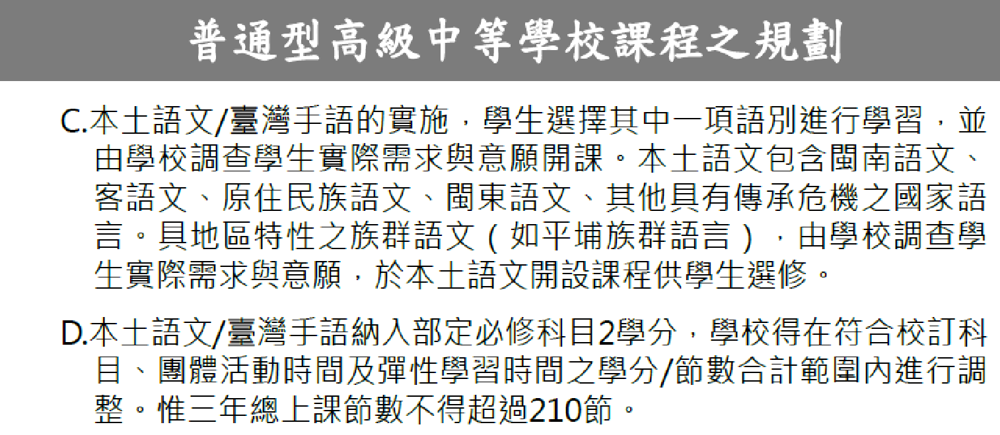 普通型高級中等學校課程之規劃
C.本土語文/臺灣手語的實施，學生選擇其中一項語別進行學習，並
由學校調查學生實際需求與意願開課。本土語文包含閩南語文、
客語文、原住民族語文、閩東語文、其他具有傳承危機之國家語
言。具地區特性之族群語文（如平埔族群語言），由學校調查學
生實際需求與意願，於本土語文開設課程供學生選修。
D.本土語文/臺灣手語納入部定必修科目2學分，學校得在符合校訂科
目、團體活動時間及彈性學習時間之學分/節數合計範圍內進行調
整。惟三年總上課節數不得超過210節。